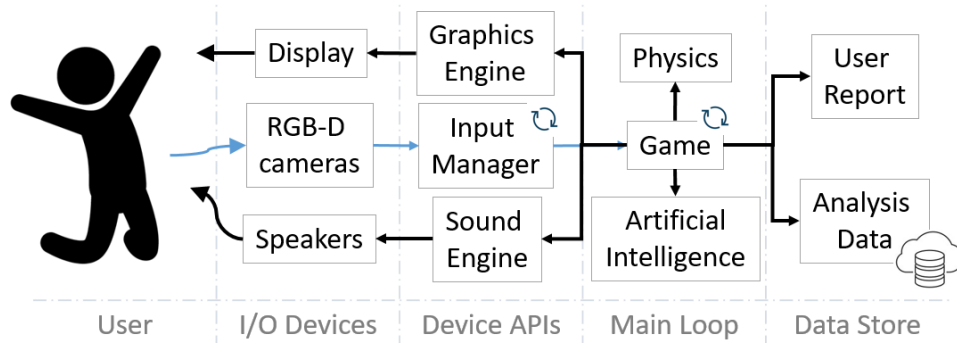 Display
Graphics
Engine
Physics
User
Report
RGB-D
cameras
Input
Manager
Game
Speakers
Sound
Engine
Artificial
Intelligence
Analysis
Data
User
I/O Devices
Device APIs
Main Loop
Data Store